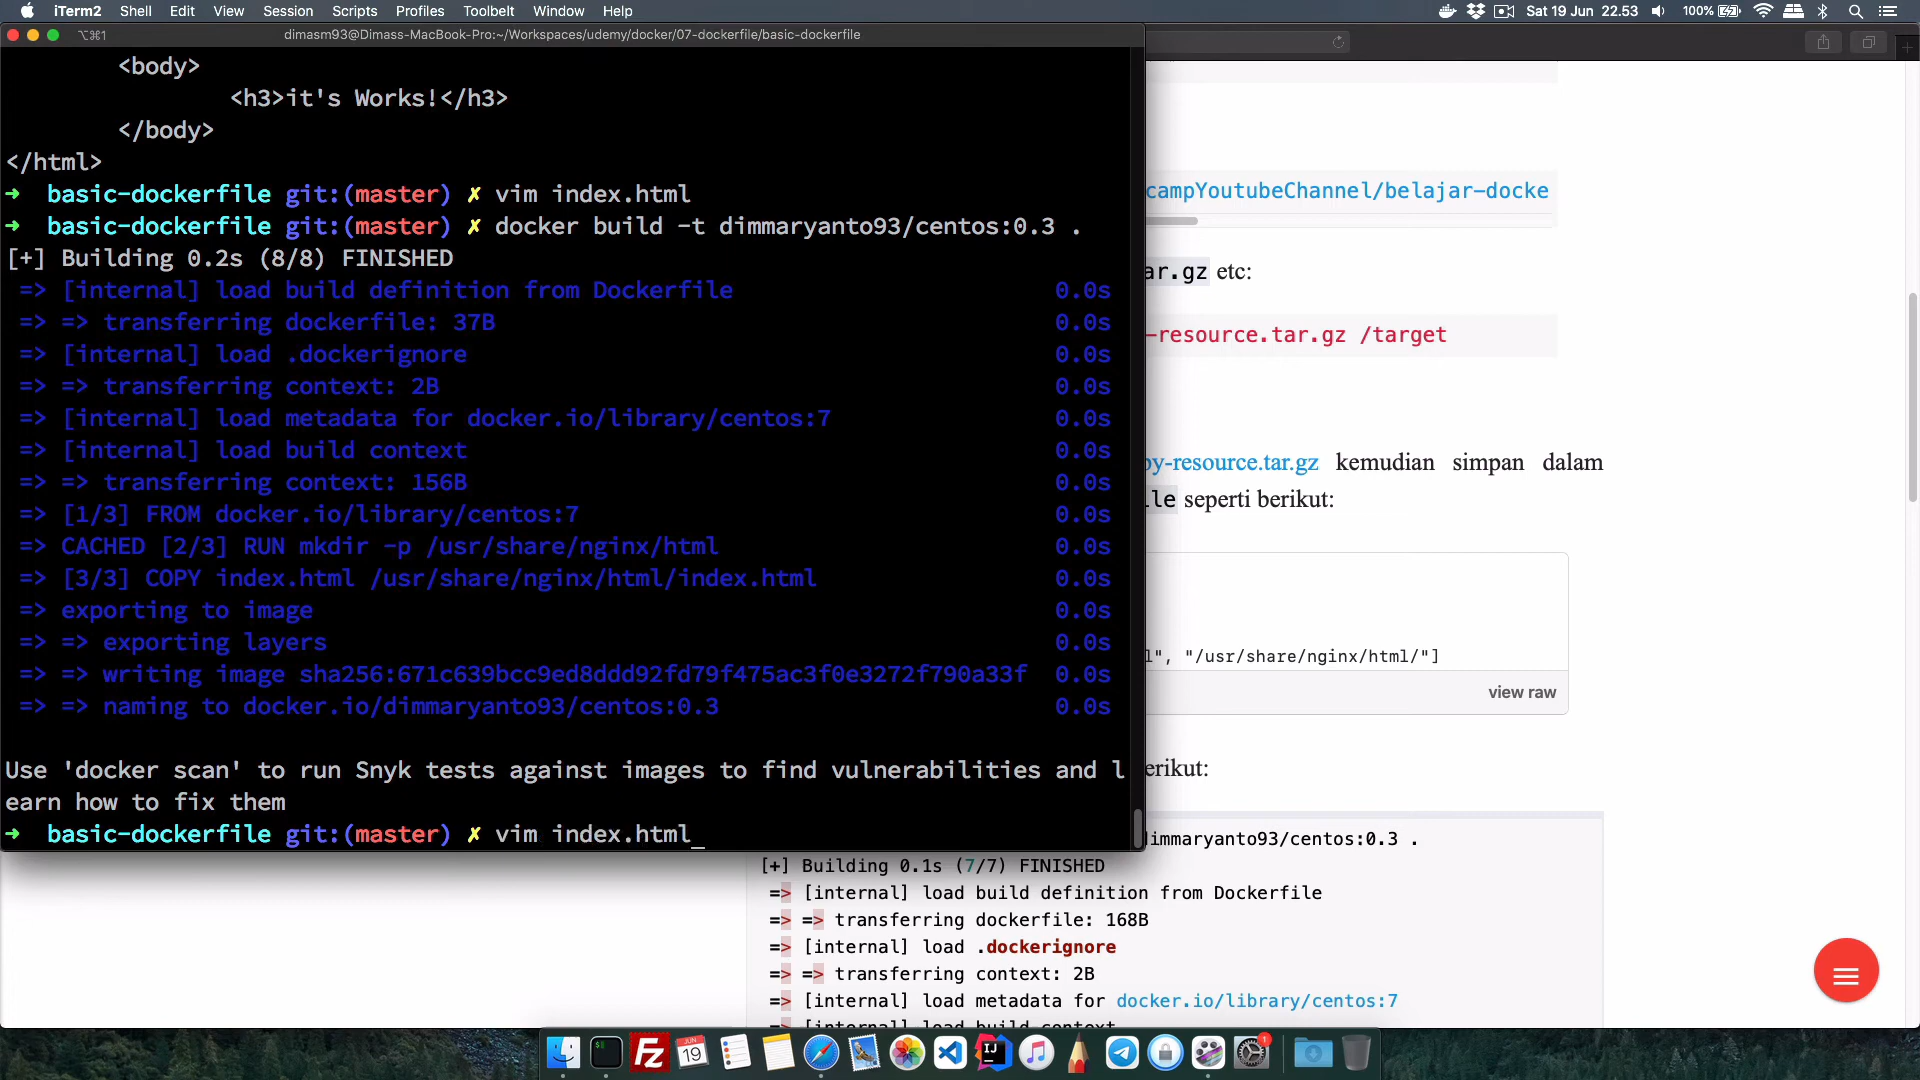 iTerm2 Shell Edit View Session Scripts Profiles Toolbelt Window Help
Sat 19 Jun 22.53 100%
⌥⌘1
dimasm93@Dimass-MacBook-Pro:~/Workspaces/udemy/docker/07-dockerfile/basic-dockerfile
<body>
<h3>it's Works!</h3>
</body>
</html>
➜ basic-dockerfile git:(master) ✗ vim index.html
➜ basic-dockerfile git:(master) ✗ docker build -t dimmaryanto93/centos:0.3 .
[+] Building 0.2s (8/8) FINISHED
=> [internal] load build definition from Dockerfile 0.0s
=> => transferring dockerfile: 37B 0.0s
=> [internal] load .dockerignore 0.0s
=> => transferring context: 2B 0.0s
=> [internal] load metadata for docker.io/library/centos:7 0.0s
=> [internal] load build context 0.0s
=> => transferring context: 156B 0.0s
=> [1/3] FROM docker.io/library/centos:7 0.0s
=> CACHED [2/3] RUN mkdir -p /usr/share/nginx/html 0.0s
=> [3/3] COPY index.html /usr/share/nginx/html/index.html 0.0s
=> exporting to image 0.0s
=> => exporting layers 0.0s
=> => writing image sha256:671c639bcc9ed8ddd92fd79f475ac3f0e3272f790a33f 0.0s
=> => naming to docker.io/dimmaryanto93/centos:0.3 0.0s
Use 'docker scan' to run Snyk tests against images to find vulnerabilities and l
earn how to fix them
➜ basic-dockerfile git:(master) ✗ vim index.html_
campYoutubeChannel/belajar-docke
ar.gz etc:
-resource.tar.gz /target
py-resource.tar.gz kemudian simpan dalam
ile seperti berikut:
l", "/usr/share/nginx/html/"]
view raw
erikut:
dimmaryanto93/centos:0.3 .
[+] Building 0.1s (7/7) FINISHED
=> [internal] load build definition from Dockerfile
=> => transferring dockerfile: 168B
=> [internal] load .dockerignore
=> => transferring context: 2B
=> [internal] load metadata for docker.io/library/centos:7
=> [internal] load build context
JUN
19
1